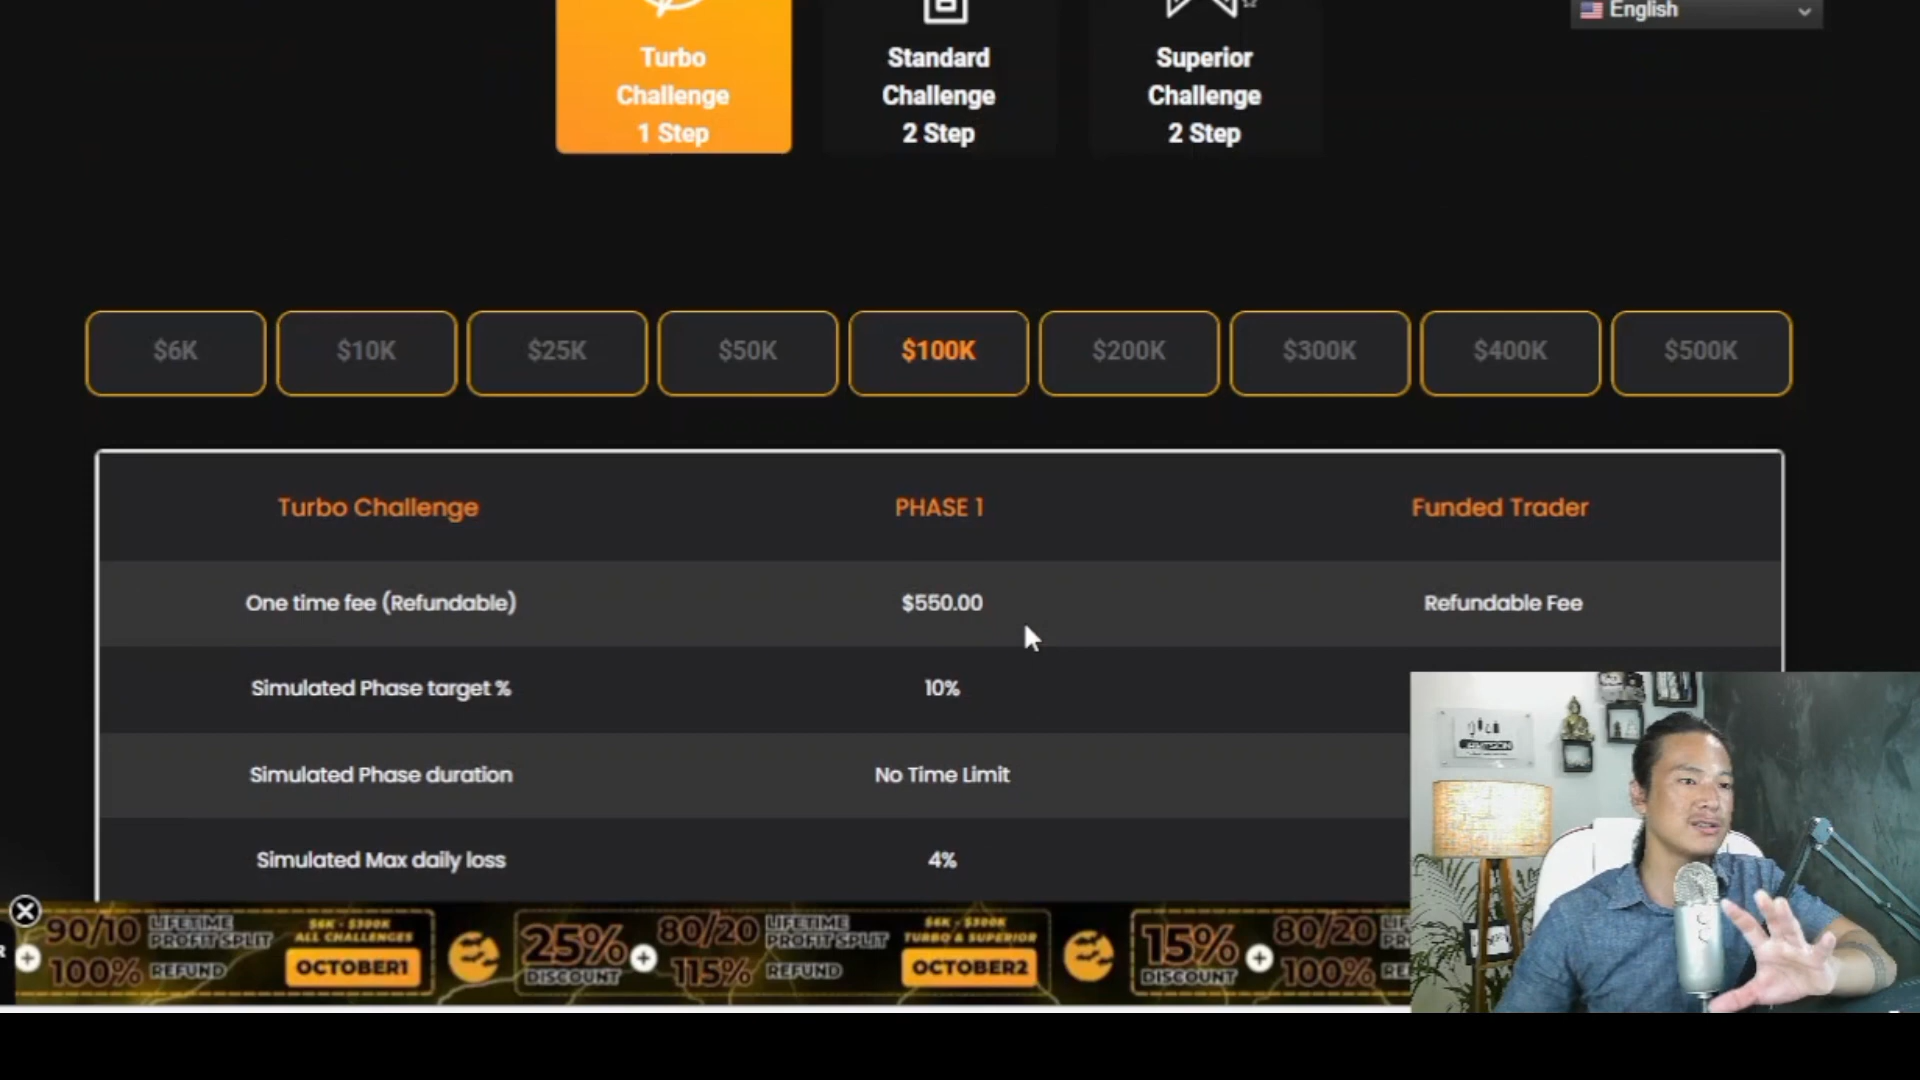 English
Turbo
Challenge
1 Step
Standard
Challenge
2 Step
Superior
Challenge
2 Step
$6K
$10K
$25K
$50K
$100K
$200K
$300K
$400K
$500K
Turbo Challenge
PHASE 1
Funded Trader
One time fee (Refundable)
$550.00
Refundable Fee
Simulated Phase target %
10%
Simulated Phase duration
No Time Limit
Simulated Max daily loss
4%
90/10 LIFETIME PROFIT SPLIT
100% REFUND
$6K - $300K
ALL CHALLENGES
OCTOBER1
25% DISCOUNT
80/20 LIFETIME PROFIT SPLIT
115% REFUND
$6K - $300K
TURBO & SUPERIOR
OCTOBER2
15% DISCOUNT
80/20
100%